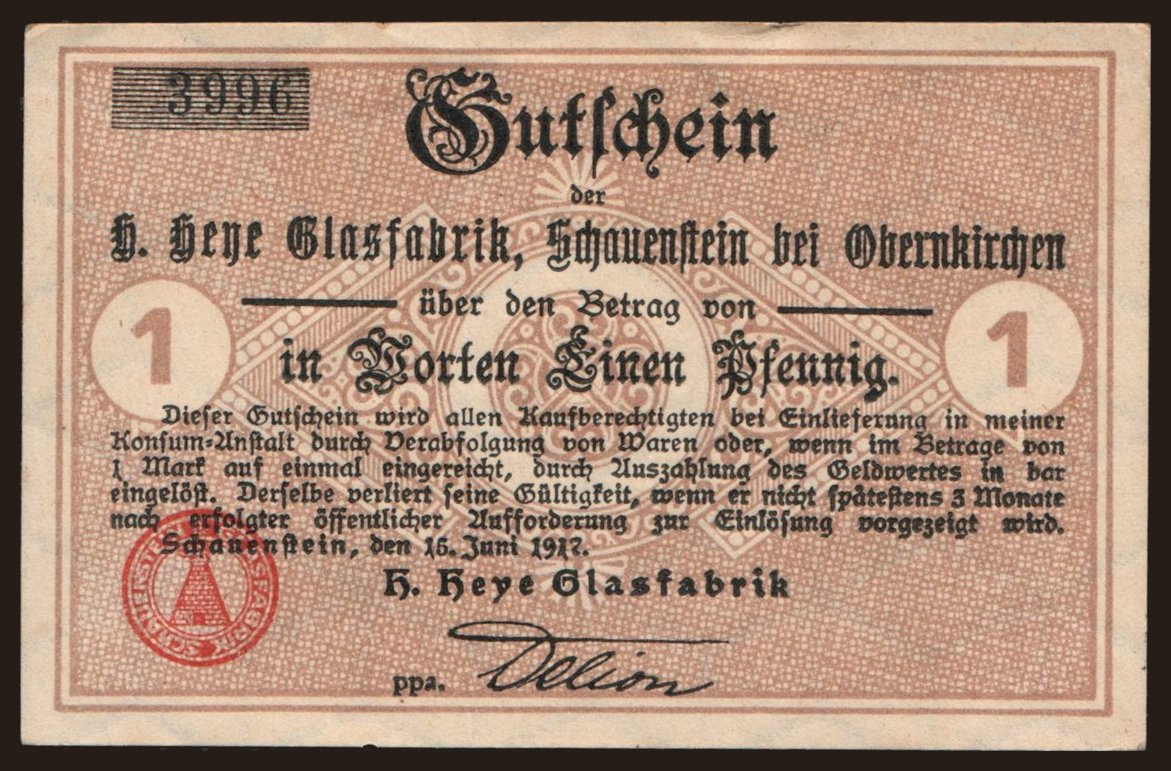 3996
Gutschein
der
H. Heye Glasfabrik, Schauenstein bei Obernkirchen
über den Betrag von
1
in Worten Einen Pfennig.
1
Dieser Gutschein wird allen Kaufberechtigten bei Einlieferung in meiner
Konsum=Anstalt durch Verabfolgung von Waren oder, wenn im Betrage von
1 Mark auf einmal eingereicht, durch Auszahlung des Geldwertes in bar
eingelöst. Derselbe verliert seine Gültigkeit, wenn er nicht spätestens 3 Monate
nach erfolgter öffentlicher Aufforderung zur Einlösung vorgezeigt wird.
Schauenstein, den 15. Juni 1917.
H. Heye Glasfabrik
ppa. Delion